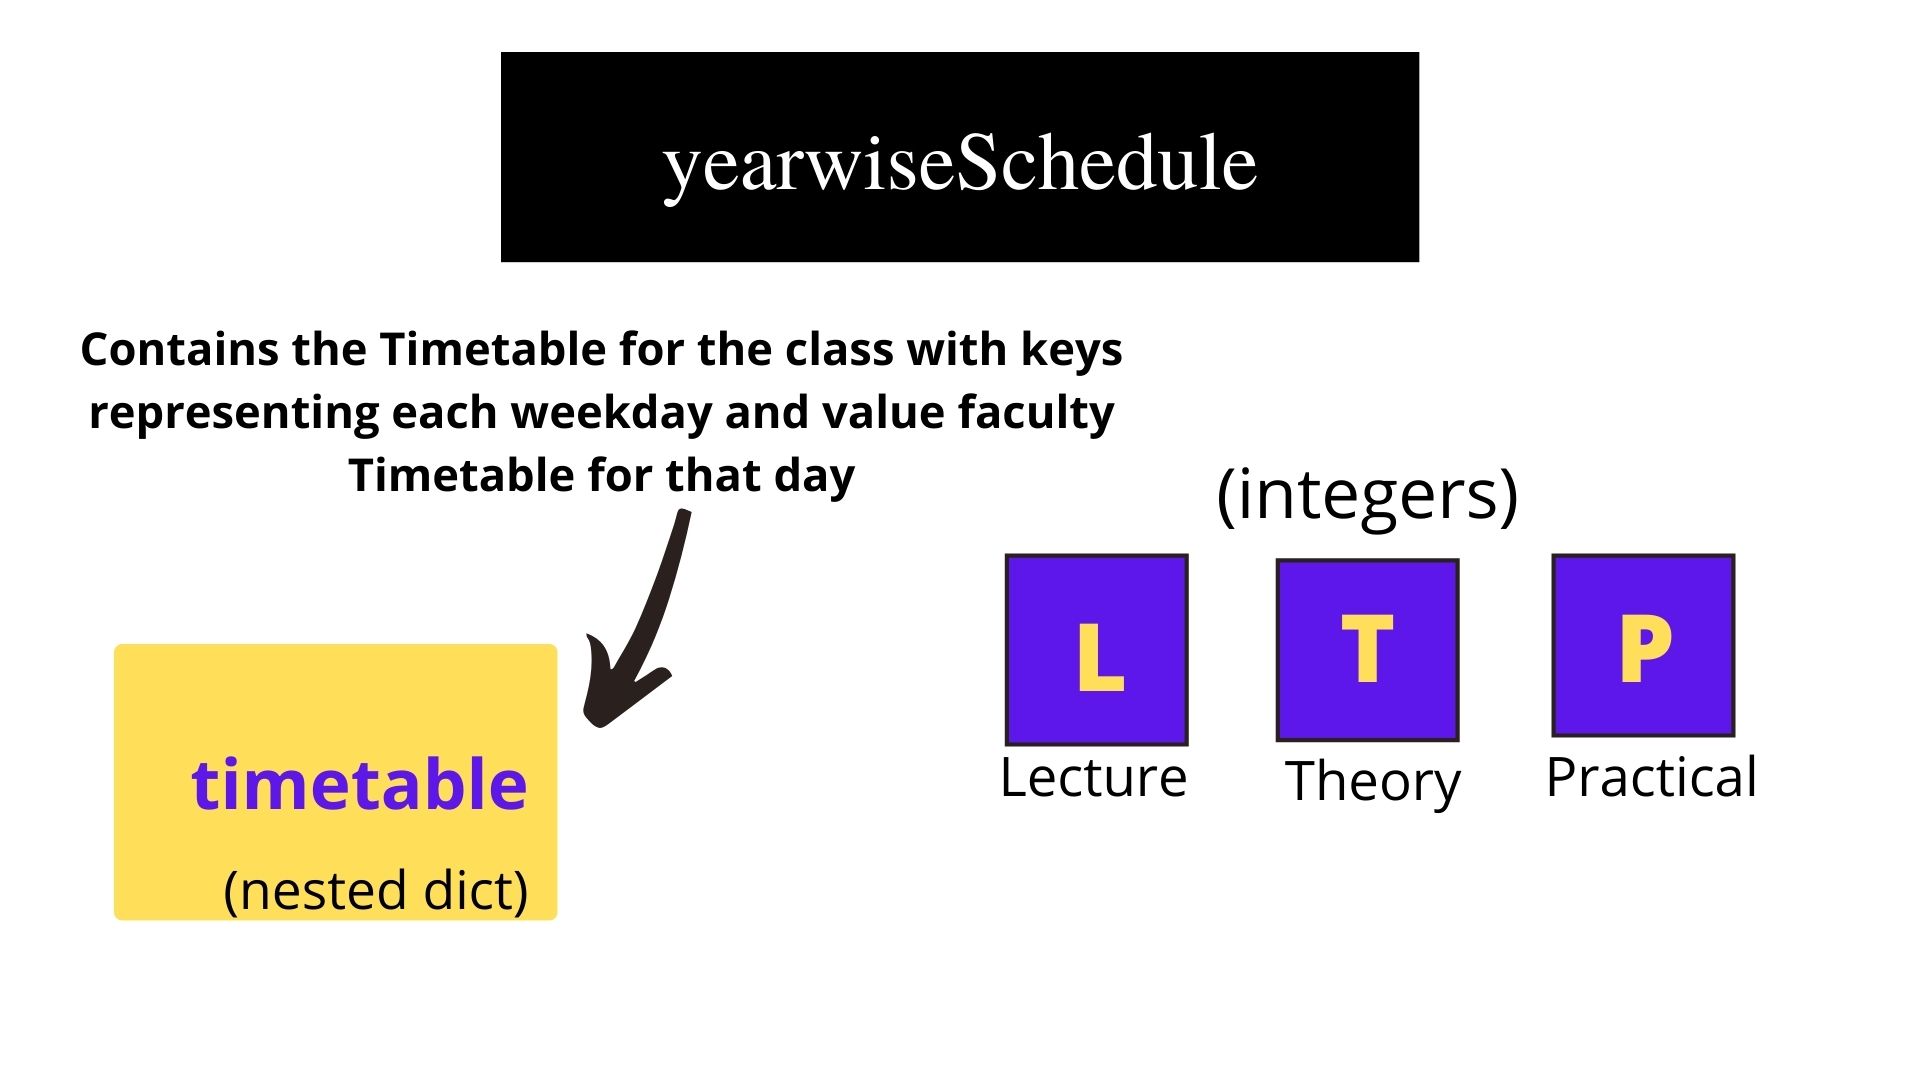 yearwiseSchedule
Contains the Timetable for the class with keys
representing each weekday and value faculty
Timetable for that day
(integers)
L
T
P
Lecture
Theory
Practical
timetable
(nested dict)